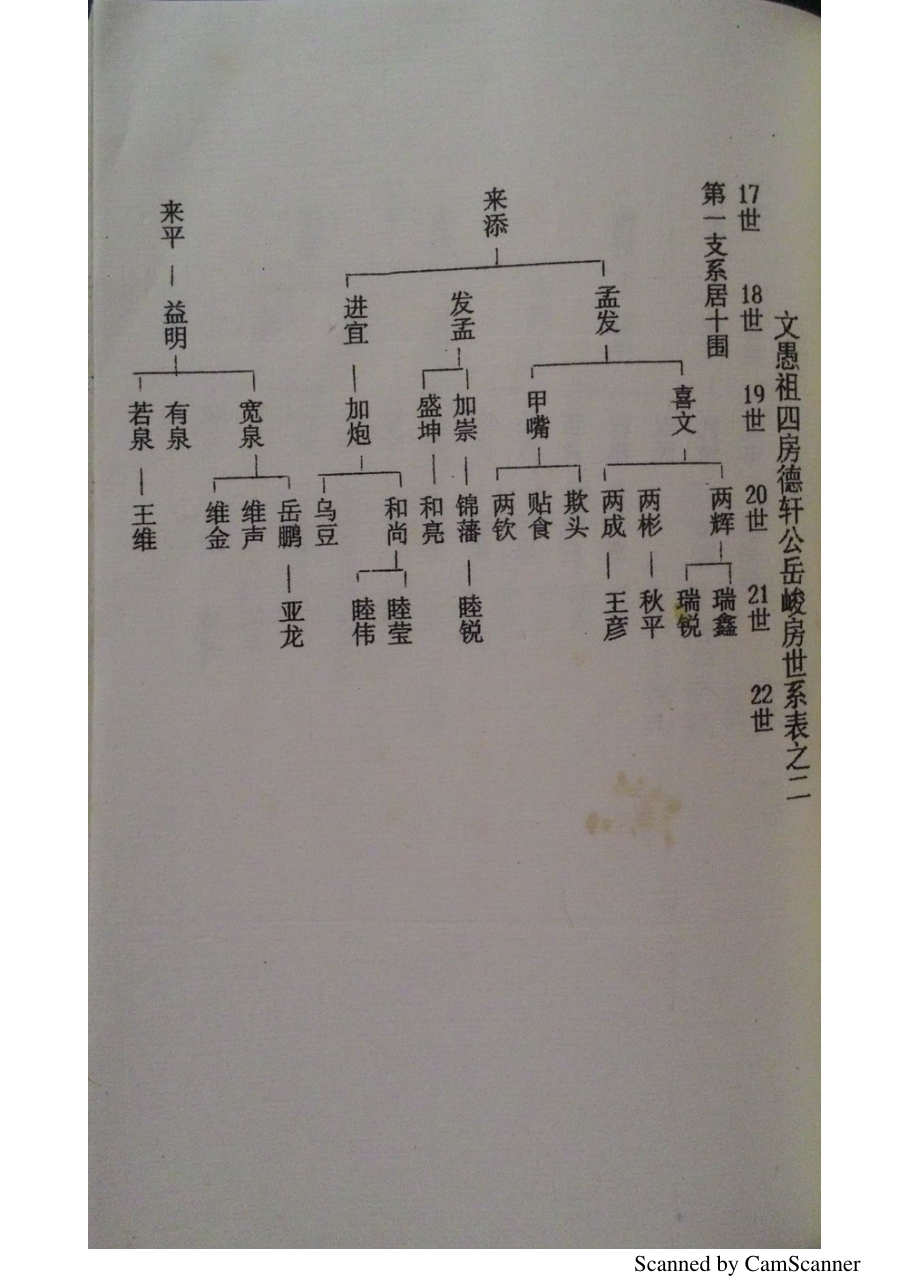 文愚祖四房德轩公岳峻房世系表之二
17世
18世
19世
20世
21世
22世
第一支系居十围
来添
孟发
发孟
进宜
喜文
甲嘴
加崇
盛坤
加炮
两辉
两彬
两成
欺头
贴食
两钦
锦藩
和亮
和尚
乌豆
瑞鑫
瑞锐
秋平
王彦
睦锐
睦莹
睦伟
来平
益明
宽泉
有泉
若泉
岳鹏
维声
维金
王维
亚龙
Scanned by CamScanner